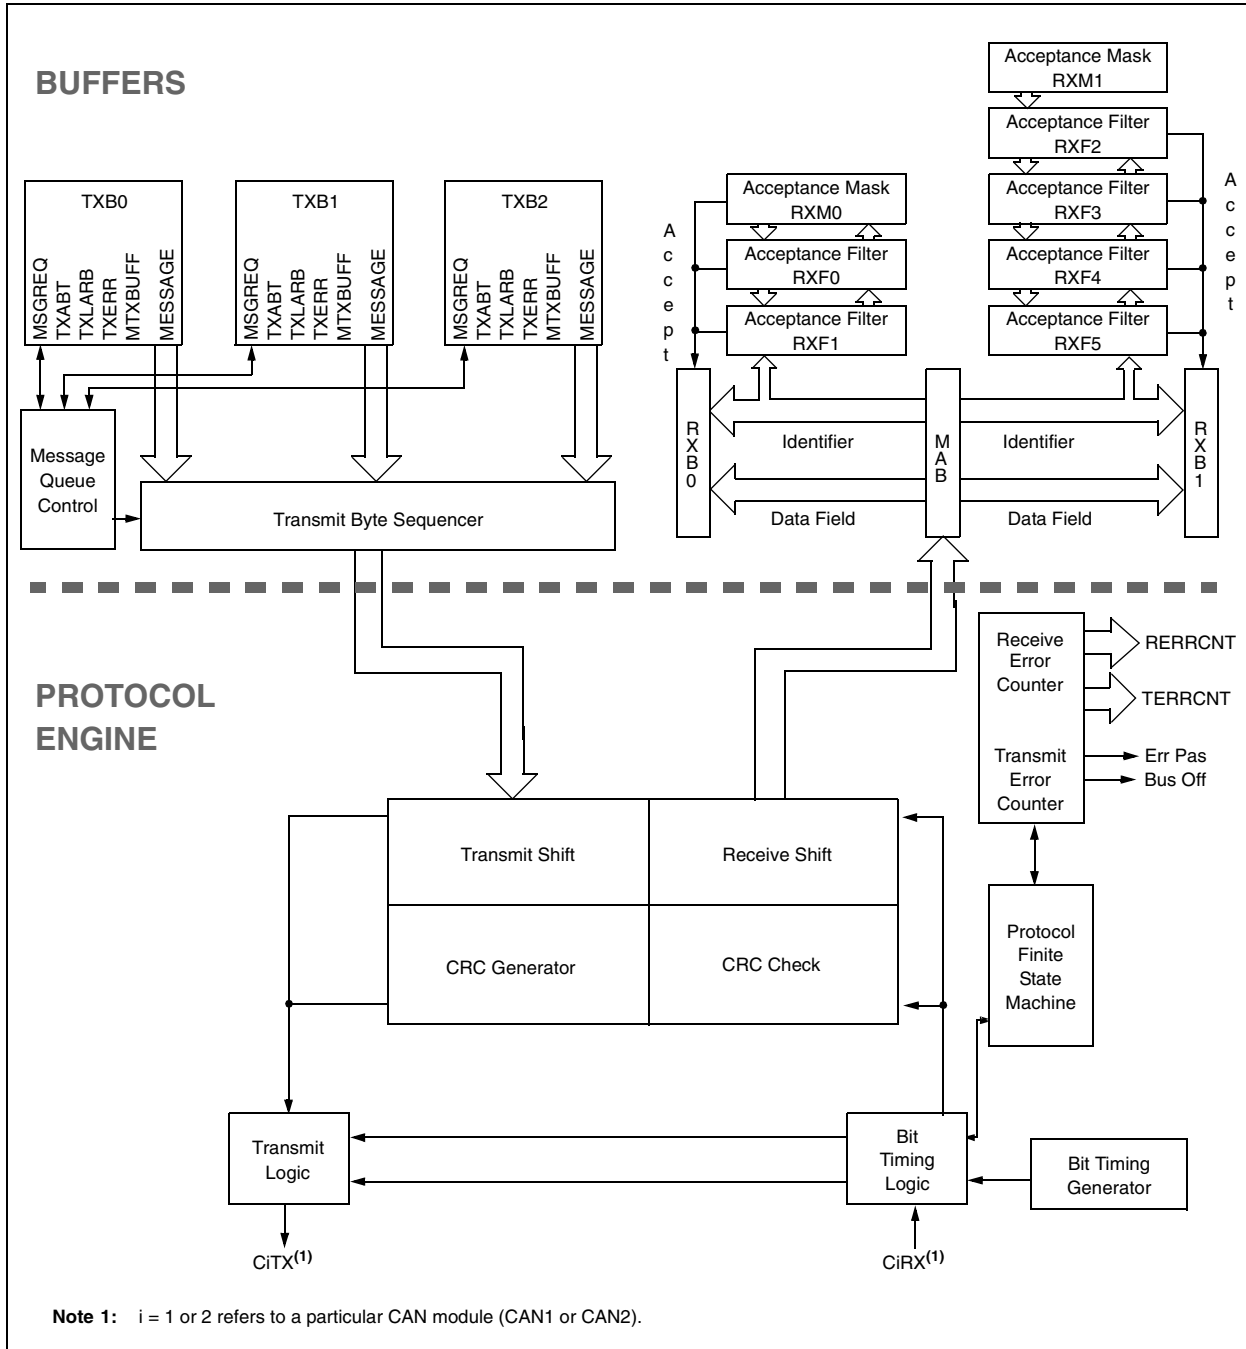 BUFFERS
Acceptance Mask
RXM1
Acceptance Filter
RXF2
Acceptance Filter
RXF3
Acceptance Filter
RXF4
Acceptance Filter
RXF5
Accept
Acceptance Mask
RXM0
Acceptance Filter
RXF0
Acceptance Filter
RXF1
Accept
TXB0
MSGREQ
TXABT
TXLARB
TXERR
MTXBUFF
MESSAGE
TXB1
MSGREQ
TXABT
TXLARB
TXERR
MTXBUFF
MESSAGE
TXB2
MSGREQ
TXABT
TXLARB
TXERR
MTXBUFF
MESSAGE
Message
Queue
Control
Transmit Byte Sequencer
RXB0
Identifier
Data Field
MAB
Identifier
Data Field
RXB1
PROTOCOL
ENGINE
Receive
Error
Counter
Transmit
Error
Counter
RERRCNT
TERRCNT
Err Pas
Bus Off
Transmit Shift
Receive Shift
CRC Generator
CRC Check
Protocol
Finite
State
Machine
Transmit
Logic
Bit
Timing
Logic
Bit Timing
Generator
CiTX(1)
CiRX(1)
Note 1: i = 1 or 2 refers to a particular CAN module (CAN1 or CAN2).